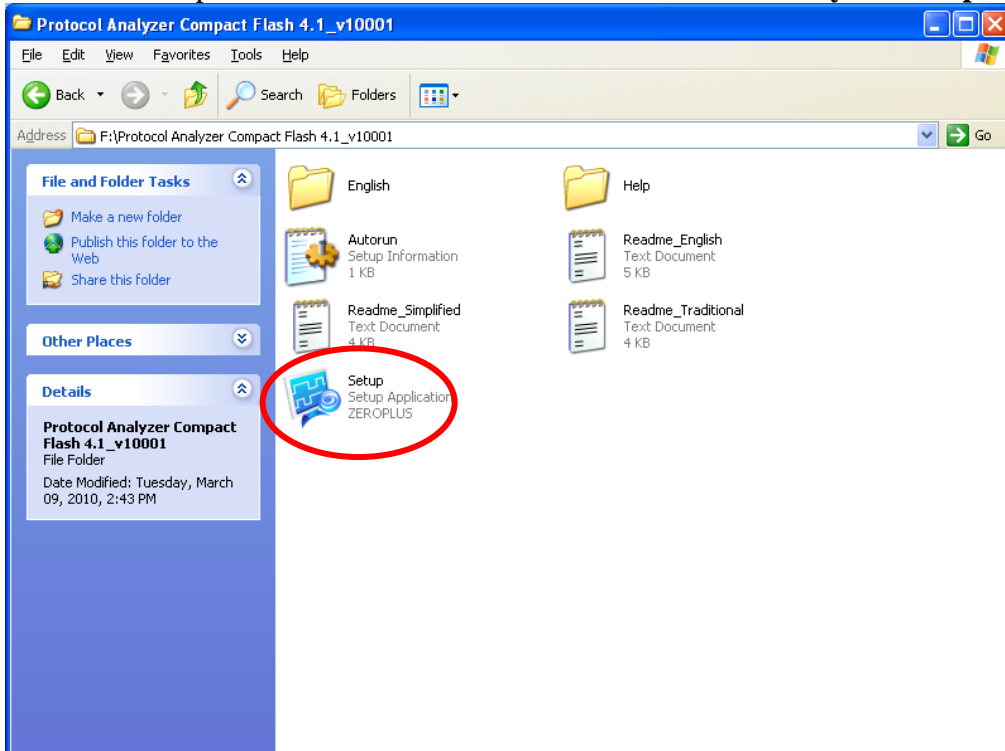 Protocol Analyzer Compact Flash 4.1_v10001
File Edit View Favorites Tools Help
Back Search Folders
Address F:\Protocol Analyzer Compact Flash 4.1_v10001 Go
File and Folder Tasks
Make a new folder
Publish this folder to the
Web
Share this folder
Other Places
Details
Protocol Analyzer Compact
Flash 4.1_v10001
File Folder
Date Modified: Tuesday, March
09, 2010, 2:43 PM
English
Help
Autorun
Setup Information
1 KB
Readme_English
Text Document
5 KB
Readme_Simplified
Text Document
4 KB
Readme_Traditional
Text Document
4 KB
Setup
Setup Application
ZEROPLUS